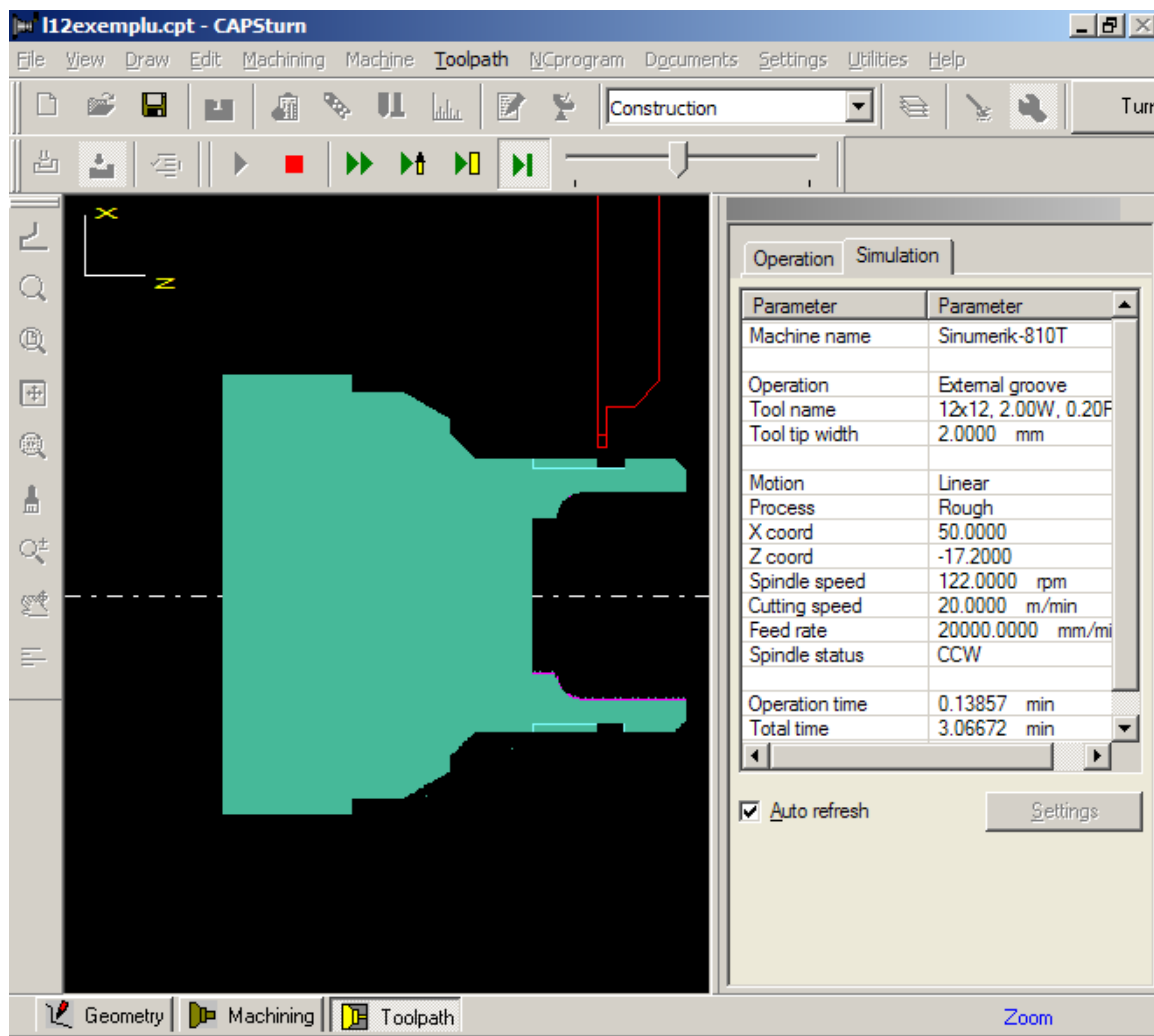 l12exemplu.cpt - CAPSturn
File View Draw Edit Machining Machine Toolpath NCprogram Documents Settings Utilities Help
Construction
Turr
X
Z
Operation Simulation
Parameter Parameter
Machine name Sinumerik-810T
Operation External groove
Tool name 12x12, 2.00W, 0.20F
Tool tip width 2.0000 mm
Motion Linear
Process Rough
X coord 50.0000
Z coord -17.2000
Spindle speed 122.0000 rpm
Cutting speed 20.0000 m/min
Feed rate 20000.0000 mm/mi
Spindle status CCW
Operation time 0.13857 min
Total time 3.06672 min
Auto refresh Settings
Geometry Machining Toolpath Zoom